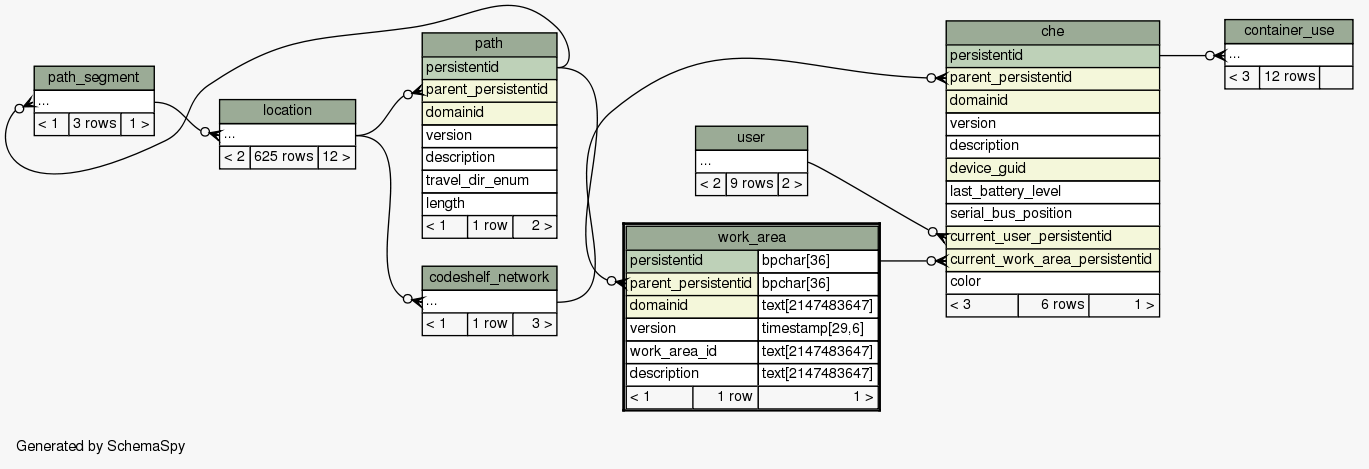 path_segment
...
< 1 3 rows 1 >
location
...
< 2 625 rows 12 >
path
persistentid
parent_persistentid
domainid
version
description
travel_dir_enum
length
< 1 1 row 2 >
codeshelf_network
...
< 1 1 row 3 >
user
...
< 2 9 rows 2 >
work_area
persistentid bpchar[36]
parent_persistentid bpchar[36]
domainid text[2147483647]
version timestamp[29,6]
work_area_id text[2147483647]
description text[2147483647]
< 1 1 row 1 >
che
persistentid
parent_persistentid
domainid
version
description
device_guid
last_battery_level
serial_bus_position
current_user_persistentid
current_work_area_persistentid
color
< 3 6 rows 1 >
container_use
...
< 3 12 rows
Generated by SchemaSpy